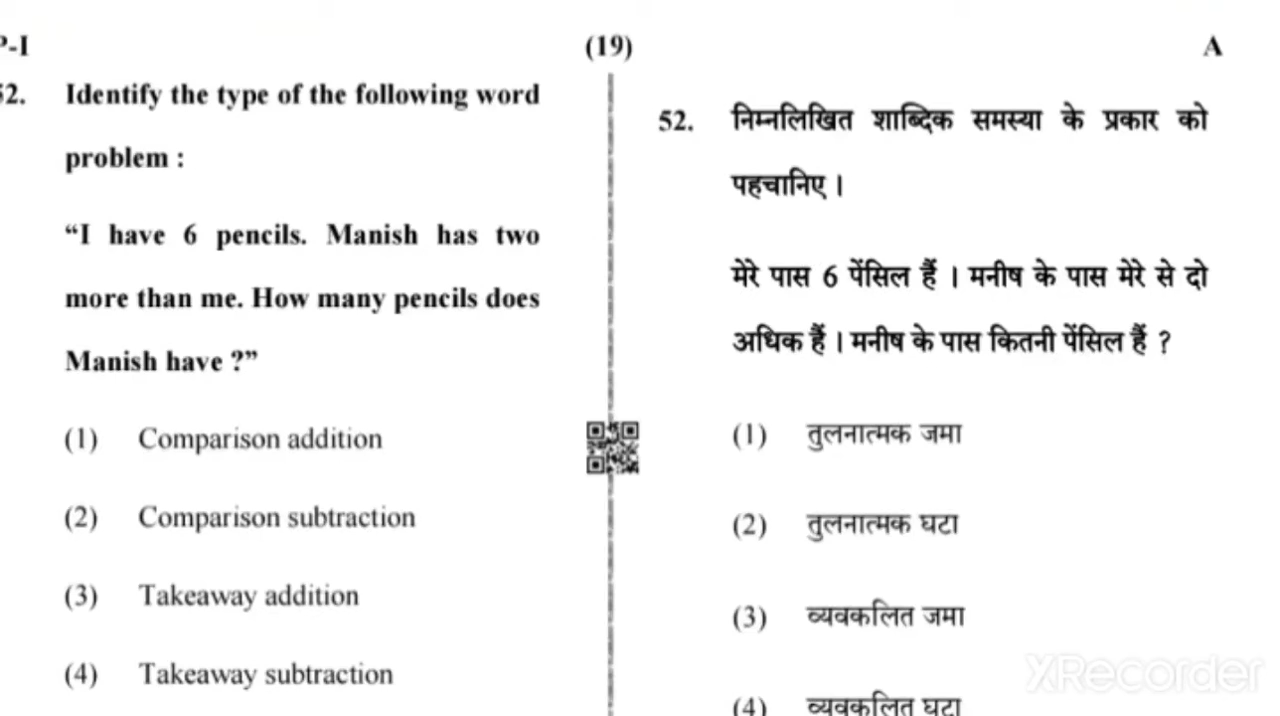 P-I
(19)
A
52. Identify the type of the following word
problem :
“I have 6 pencils. Manish has two
more than me. How many pencils does
Manish have ?”
(1) Comparison addition
(2) Comparison subtraction
(3) Takeaway addition
(4) Takeaway subtraction
52. निम्नलिखित शाब्दिक समस्या के प्रकार को
पहचानिए ।
मेरे पास 6 पेंसिल हैं । मनीष के पास मेरे से दो
अधिक हैं । मनीष के पास कितनी पेंसिल हैं ?
(1) तुलनात्मक जमा
(2) तुलनात्मक घटा
(3) व्यवकलित जमा
(4) व्यवकलित घटा
XRecorder